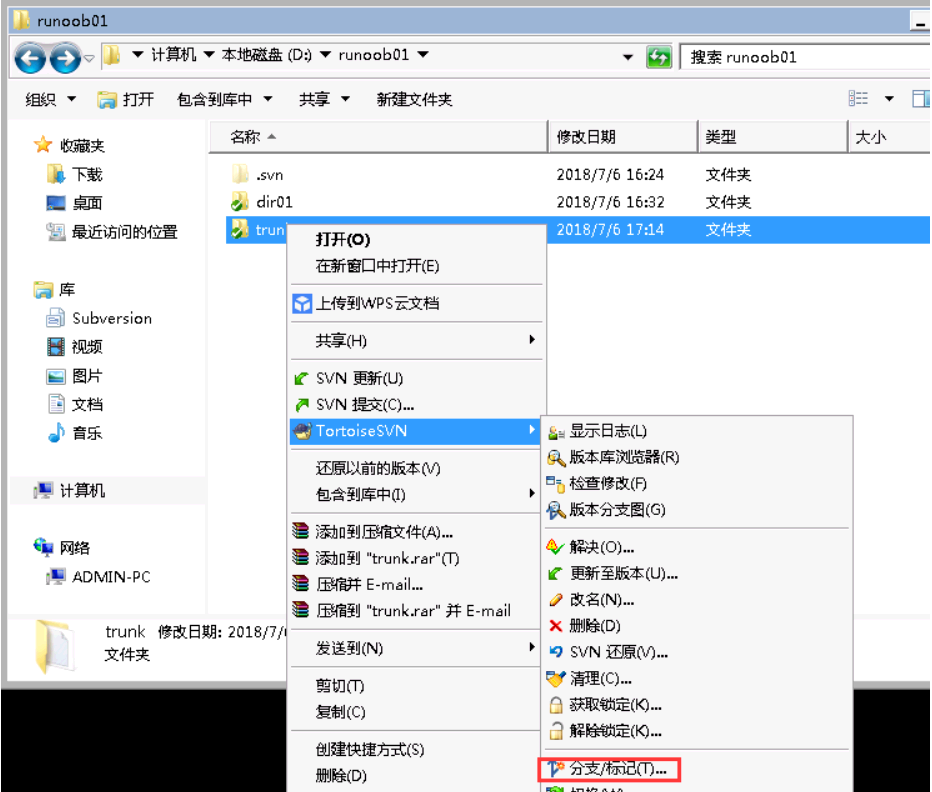 runoob01
计算机 本地磁盘 (D:) runoob01
搜索 runoob01
组织 打开 包含到库中 共享 新建文件夹
名称 修改日期 类型 大小
收藏夹
下载
桌面
最近访问的位置
库
Subversion
视频
图片
文档
音乐
计算机
网络
ADMIN-PC
.svn 2018/7/6 16:24 文件夹
dir01 2018/7/6 16:32 文件夹
trun 2018/7/6 17:14 文件夹
打开(O)
在新窗口中打开(E)
上传到WPS云文档
共享(H)
SVN 更新(U)
SVN 提交(C)...
TortoiseSVN
还原以前的版本(V)
包含到库中(I)
添加到压缩文件(A)...
添加到 "trunk.rar"(T)
压缩并 E-mail...
压缩到 "trunk.rar" 并 E-mail
发送到(N)
剪切(T)
复制(C)
创建快捷方式(S)
删除(D)
显示日志(L)
版本库浏览器(R)
检查修改(F)
版本分支图(G)
解决(O)...
更新至版本(U)...
改名(N)...
删除(D)
SVN 还原(V)...
清理(C)...
获取锁定(K)...
解除锁定(K)...
分支/标记(T)...
trunk 修改日期: 2018/7/
文件夹